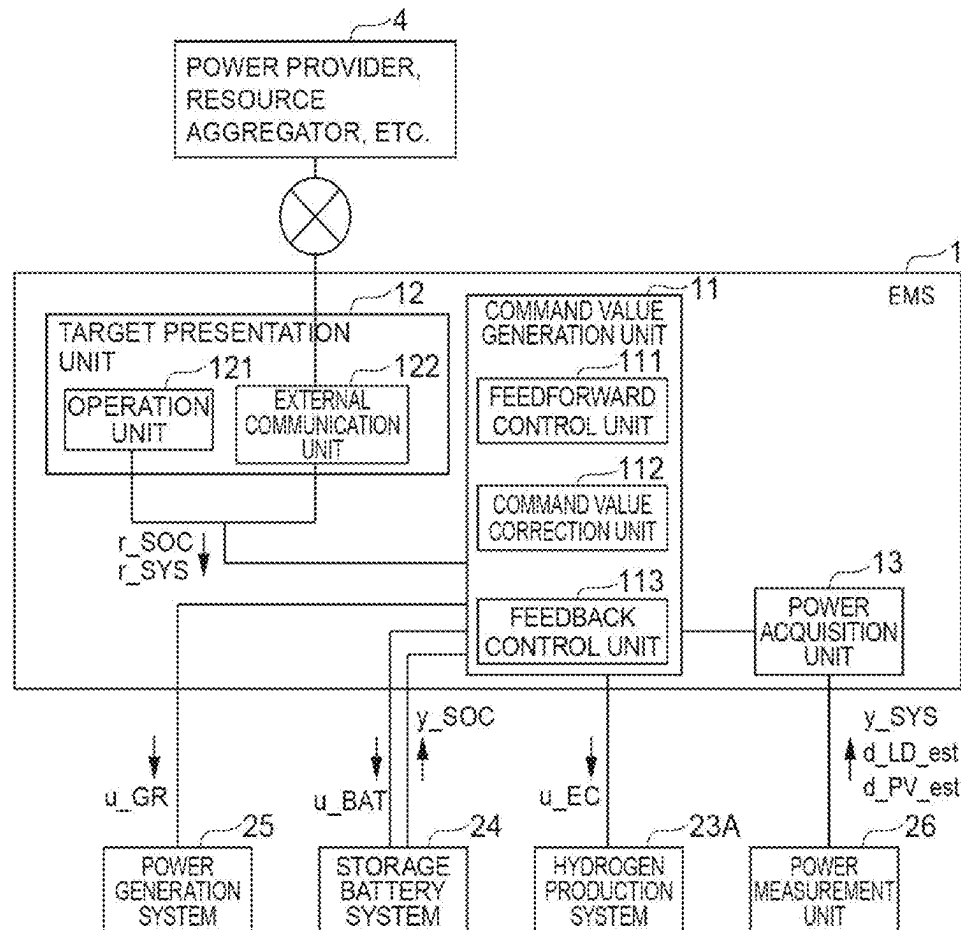 4
POWER PROVIDER,
RESOURCE
AGGREGATOR, ETC.
1
EMS
12
TARGET PRESENTATION
UNIT
121
OPERATION
UNIT
122
EXTERNAL
COMMUNICATION
UNIT
11
COMMAND VALUE
GENERATION UNIT
111
FEEDFORWARD
CONTROL UNIT
112
COMMAND VALUE
CORRECTION UNIT
113
FEEDBACK
CONTROL UNIT
13
POWER
ACQUISITION
UNIT
r_SOC
r_SYS
u_GR
u_BAT
y_SOC
u_EC
y_SYS
d_LD_est
d_PV_est
25
POWER
GENERATION
SYSTEM
24
STORAGE
BATTERY
SYSTEM
23A
HYDROGEN
PRODUCTION
SYSTEM
26
POWER
MEASUREMENT
UNIT